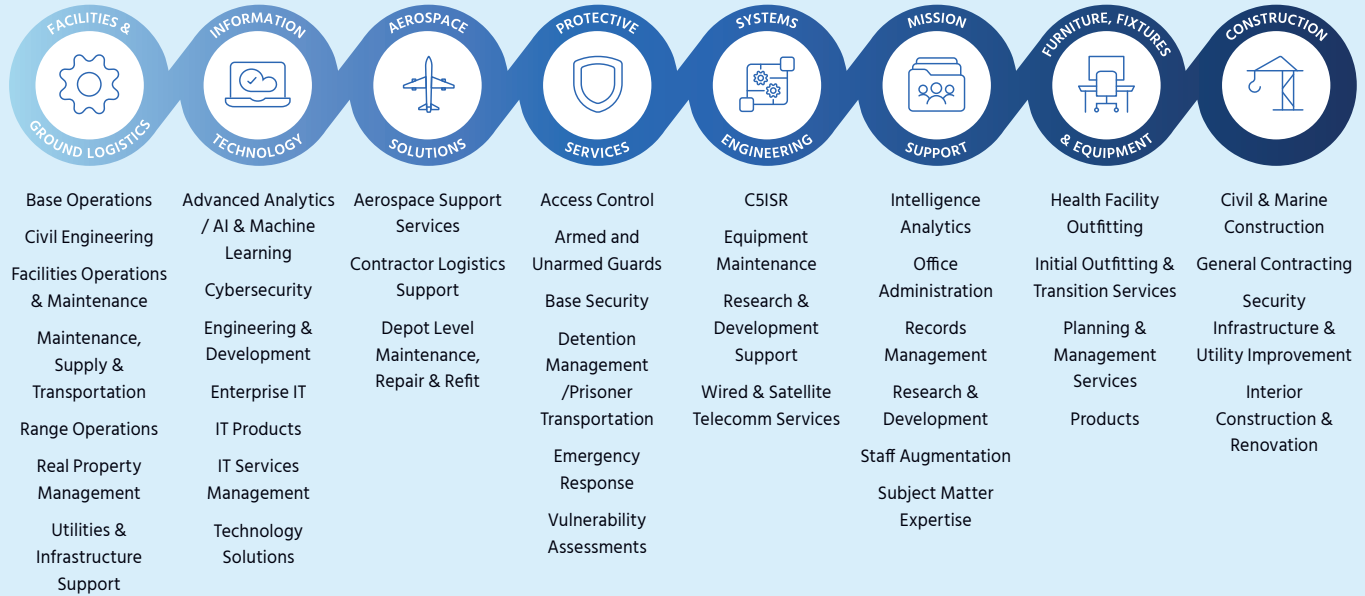 FACILITIES &
GROUND LOGISTICS
Base Operations
Civil Engineering
Facilities Operations
& Maintenance
Maintenance,
Supply &
Transportation
Range Operations
Real Property
Management
Utilities &
Infrastructure
Support
INFORMATION
TECHNOLOGY
Advanced Analytics
/ AI & Machine
Learning
Cybersecurity
Engineering &
Development
Enterprise IT
IT Products
IT Services
Management
Technology
Solutions
AEROSPACE
SOLUTIONS
Aerospace Support
Services
Contractor Logistics
Support
Depot Level
Maintenance,
Repair & Refit
PROTECTIVE
SERVICES
Access Control
Armed and
Unarmed Guards
Base Security
Detention
Management
/Prisoner
Transportation
Emergency
Response
Vulnerability
Assessments
SYSTEMS
ENGINEERING
C5ISR
Equipment
Maintenance
Research &
Development
Support
Wired & Satellite
Telecomm Services
MISSION
SUPPORT
Intelligence
Analytics
Office
Administration
Records
Management
Research &
Development
Staff Augmentation
Subject Matter
Expertise
FURNITURE, FIXTURES
& EQUIPMENT
Health Facility
Outfitting
Initial Outfitting &
Transition Services
Planning &
Management
Services
Products
CONSTRUCTION
Civil & Marine
Construction
General Contracting
Security
Infrastructure &
Utility Improvement
Interior
Construction &
Renovation